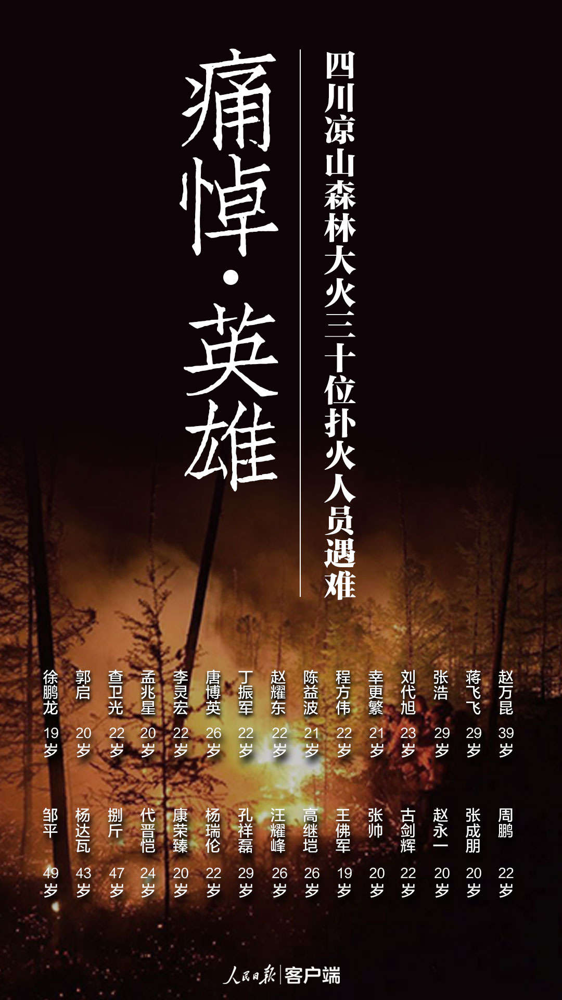 四川凉山森林大火三十位扑火人员遇难
痛悼·英雄
赵万昆 39岁
蒋飞飞 29岁
张浩 29岁
刘代旭 23岁
幸更繁 21岁
程方伟 22岁
陈益波 21岁
赵耀东 22岁
丁振军 22岁
唐博英 26岁
李灵宏 22岁
孟兆星 20岁
查卫光 22岁
郭启 20岁
徐鹏龙 19岁
周鹏 22岁
张成朋 20岁
赵永一 20岁
古剑辉 22岁
张帅 20岁
王佛军 19岁
高继垲 26岁
汪耀峰 26岁
孔祥磊 29岁
杨瑞伦 22岁
康荣臻 20岁
代晋恺 24岁
捌斤 47岁
杨达瓦 43岁
邹平 49岁
人民日报|客户端